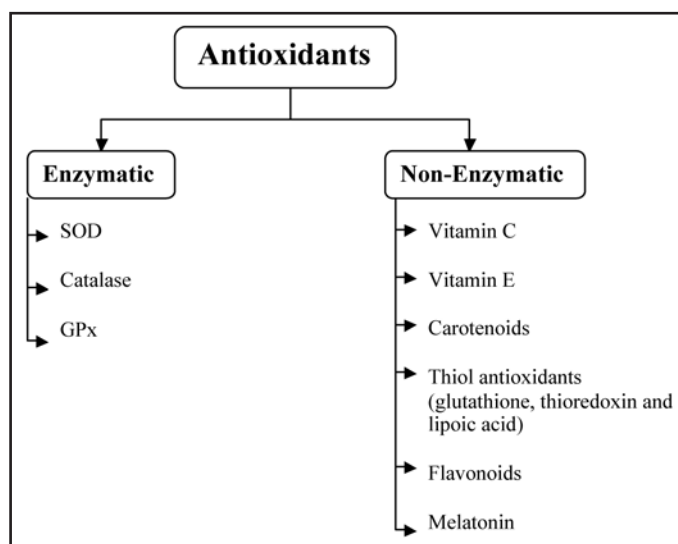 Antioxidants
Enzymatic
SOD
Catalase
GPx
Non-Enzymatic
Vitamin C
Vitamin E
Carotenoids
Thiol antioxidants
(glutathione, thioredoxin and
lipoic acid)
Flavonoids
Melatonin